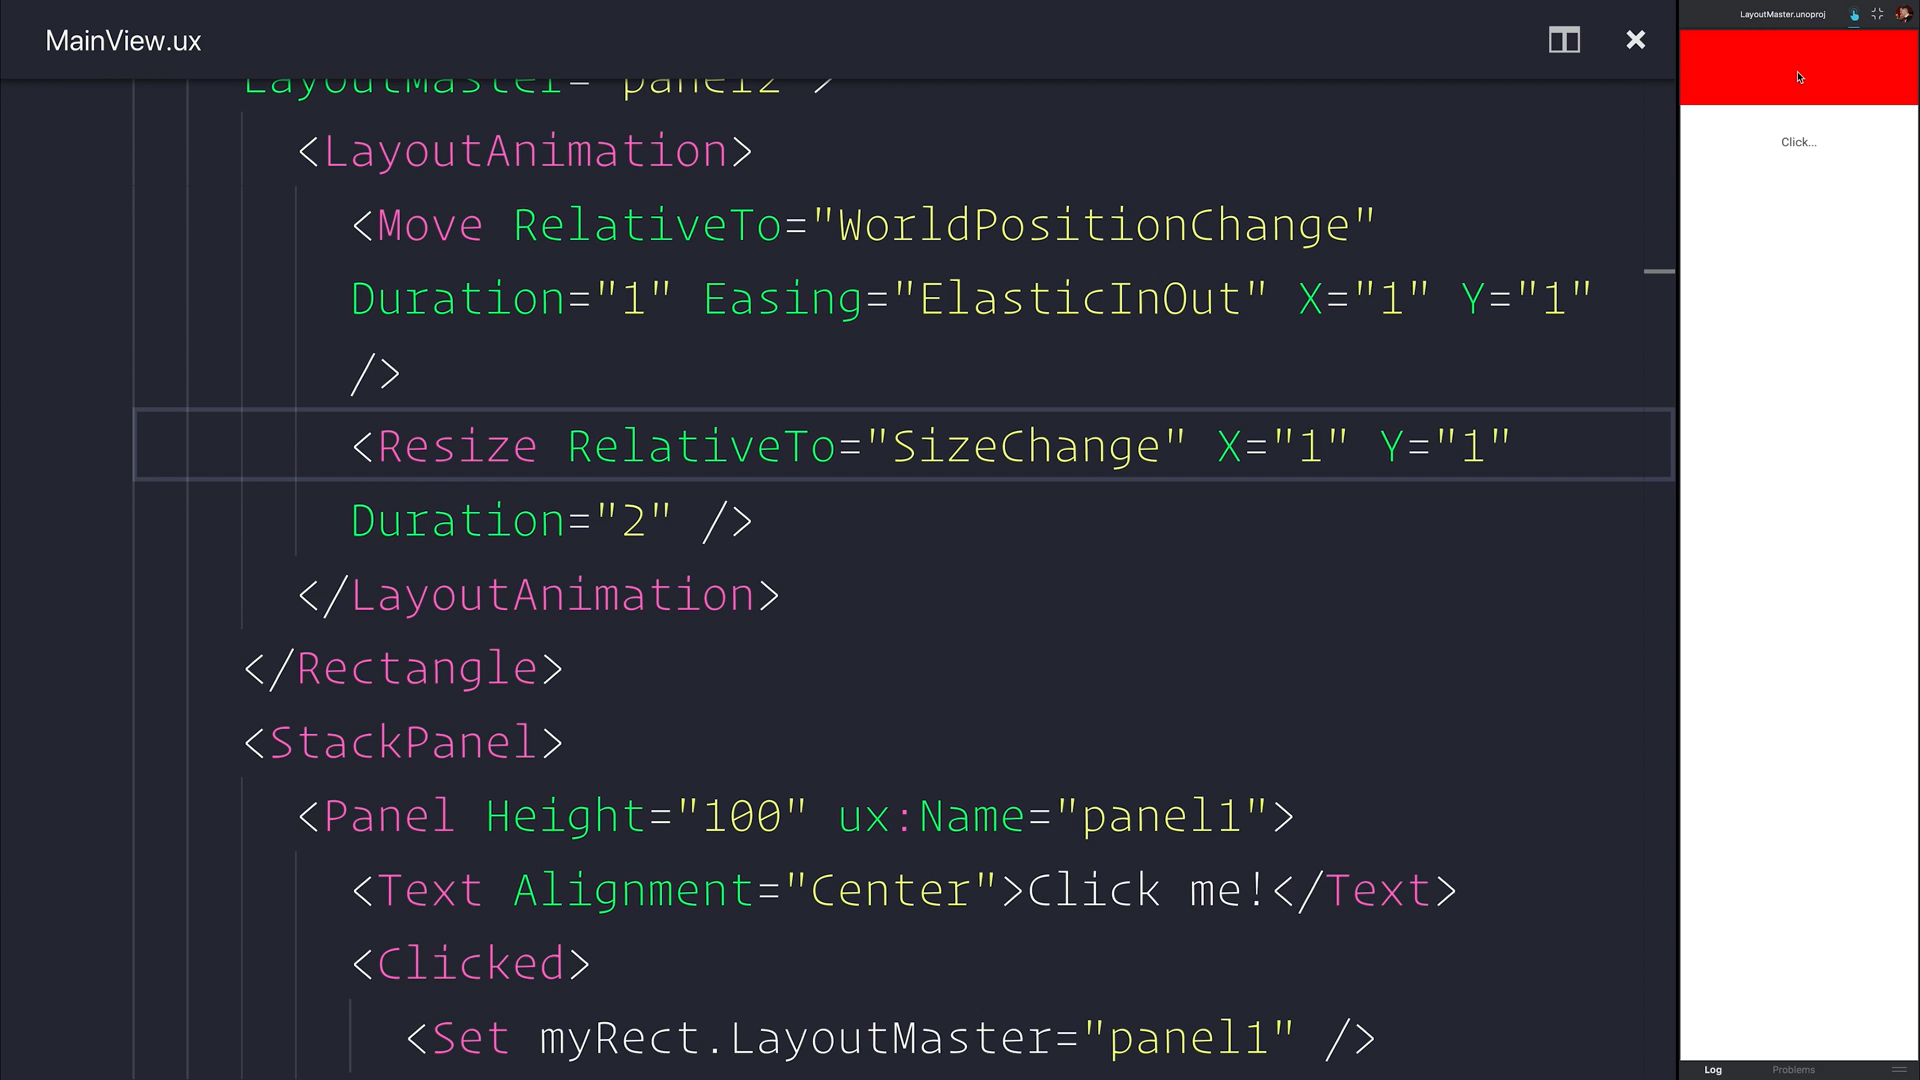 MainView.ux
LayoutMaster="panel2">
<LayoutAnimation>
<Move RelativeTo="WorldPositionChange"
Duration="1" Easing="ElasticInOut" X="1" Y="1"
/>
<Resize RelativeTo="SizeChange" X="1" Y="1"
Duration="2" />
</LayoutAnimation>
</Rectangle>
<StackPanel>
<Panel Height="100" ux:Name="panel1">
<Text Alignment="Center">Click me!</Text>
<Clicked>
<Set myRect.LayoutMaster="panel1" />
LayoutMaster.unoproj
Click...
Log Problems